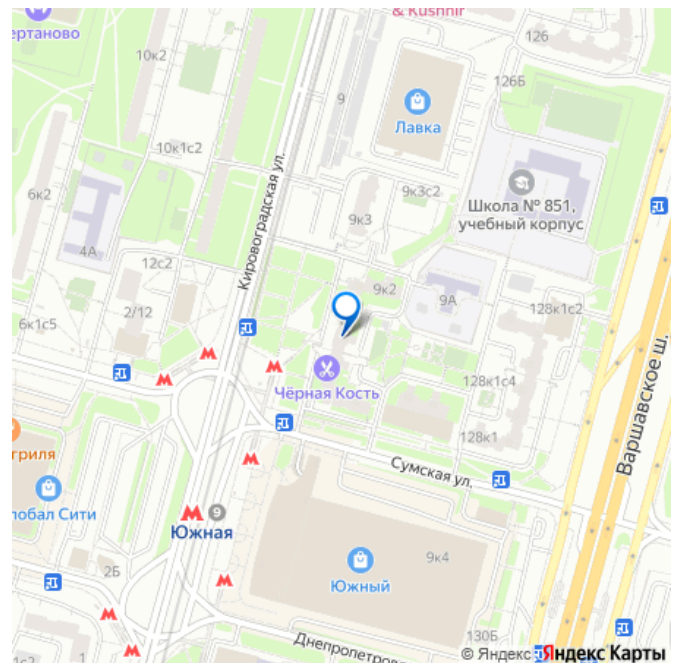 & Kushnir
ертаново
126
10к2
126Б
9
Лавка
10к1с2
Кировоградская ул.
6к2
9к3с2
Школа № 851,
учебный корпус
9к3
4А
12с2
9к2
9А
2/12
128к1с2
6к1с5
Варшавское ш.
Чёрная Кость
128к1с4
128к1
гриля
Сумская ул.
лобал Сити
9
Южная
9к4
2Б
Южный
130Б
Днепропетро
© Яндекс Яндекс Карты